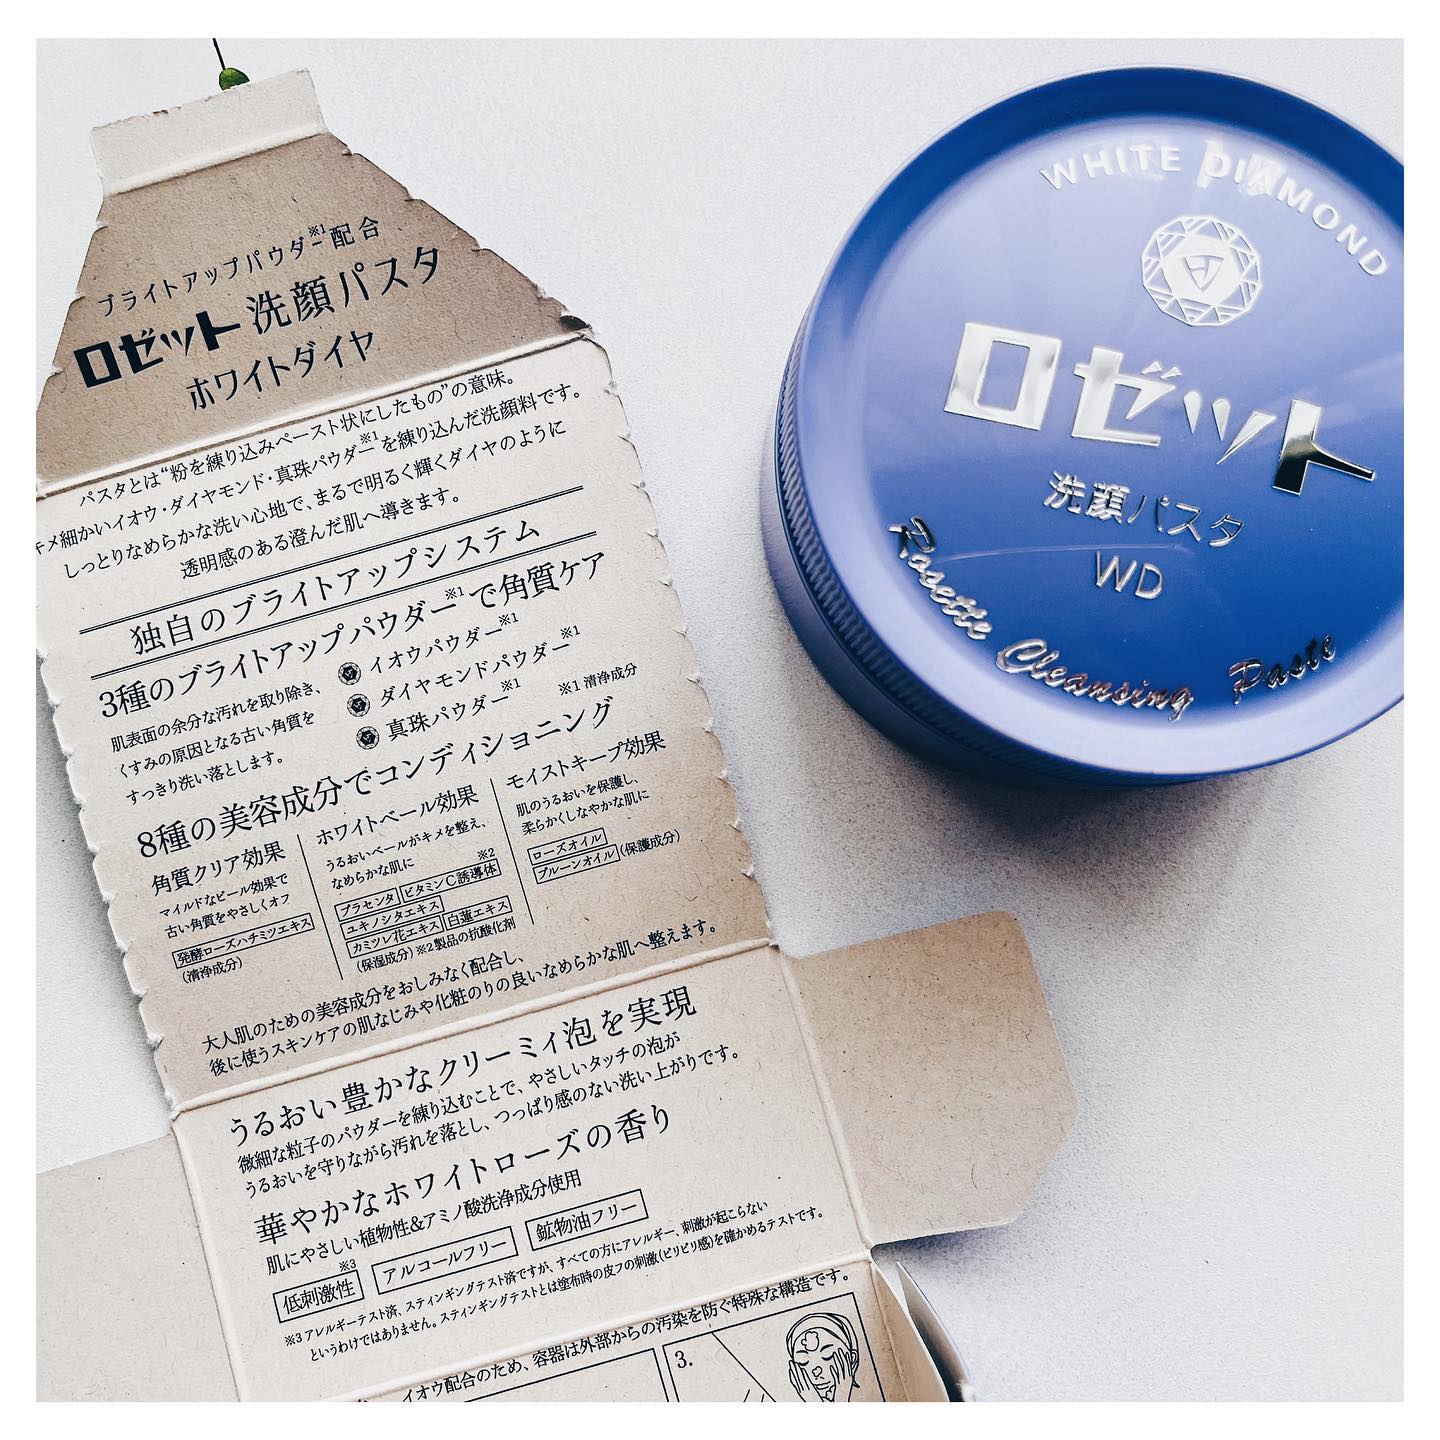 ブライトアップパウダー※1配合
ロゼット洗顔パスタ
ホワイトダイヤ
パスタとは“粉を練り込みペースト状にしたもの”の意味。
キメ細かいイオウ・ダイヤモンド・真珠パウダー※1を練り込んだ洗顔料です。
しっとりなめらかな洗い心地で、まるで明るく輝くダイヤのように
透明感のある澄んだ肌へ導きます。
独自のブライトアップシステム
3種のブライトアップパウダー※1で角質ケア
肌表面の余分な汚れを取り除き、
くすみの原因となる古い角質を
すっきり洗い落とします。
イオウパウダー※1
ダイヤモンドパウダー※1
真珠パウダー※1
※1 清浄成分
8種の美容成分でコンディショニング
角質クリア効果
マイルドなピール効果で
古い角質をやさしくオフ
発酵ローズハチミツエキス
(清浄成分)
ホワイトベール効果
うるおいベールがキメを整え、
なめらかな肌に
プラセンタ ビタミンC誘導体※2
ユキノシタエキス
カミツレ花エキス 白蓮エキス
(保湿成分)※2 製品の抗酸化剤
モイストキープ効果
肌のうるおいを保護し、
柔らかくしなやかな肌に
ローズオイル
プルーンオイル (保護成分)
大人肌のための美容成分をおしみなく配合し、
後に使うスキンケアの肌なじみや化粧のりの良いなめらかな肌へ整えます。
うるおい豊かなクリーミィ泡を実現
微細な粒子のパウダーを練り込むことで、やさしいタッチの泡が
うるおいを守りながら汚れを落とし、つっぱり感のない洗い上がりです。
華やかなホワイトローズの香り
肌にやさしい植物性&アミノ酸洗浄成分使用
低刺激性※3 アルコールフリー 鉱物油フリー
※3 アレルギーテスト済、スティンギングテスト済ですが、すべての方にアレルギー、刺激が起こらない
というわけではありません。スティンギングテストとは塗布時の皮フの刺激(ピリピリ感)を確かめるテストです。
イオウ配合のため、容器は外部からの汚染を防ぐ特殊な構造です。
3.
WHITE DIAMOND
ロゼット
洗顔パスタ
WD
Rosette Cleansing Paste